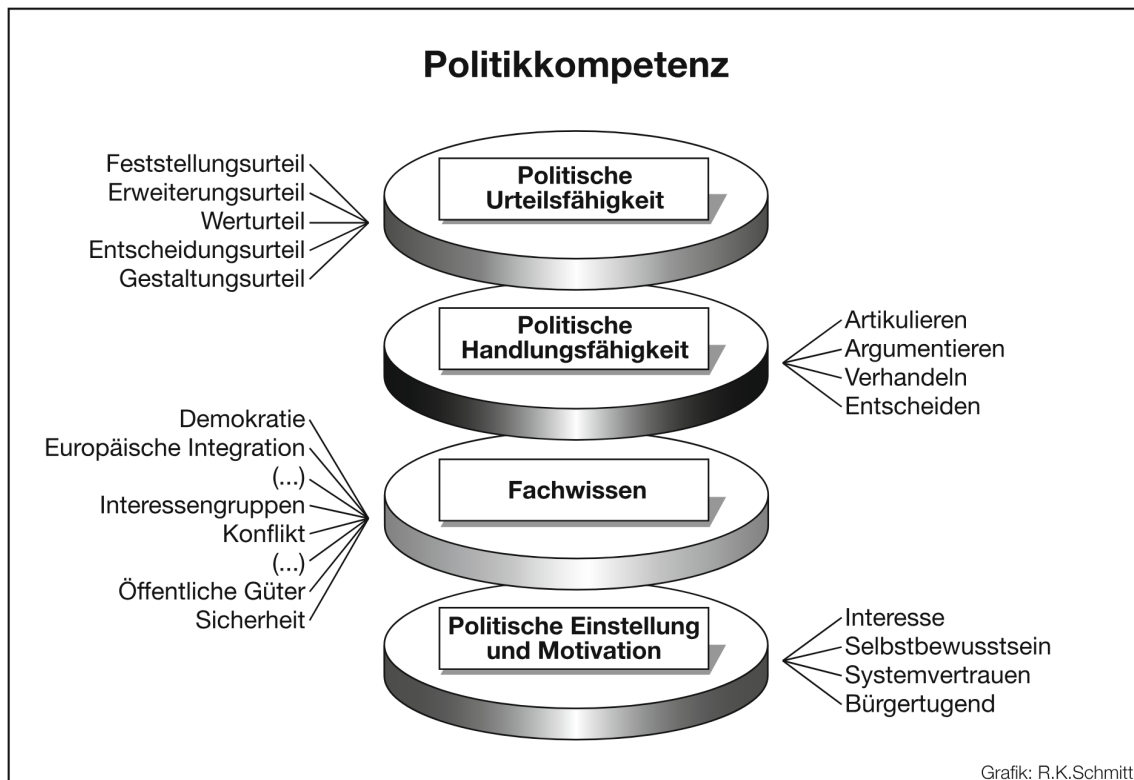 Politikkompetenz
Feststellungsurteil
Erweiterungsurteil
Werturteil
Entscheidungsurteil
Gestaltungsurteil
Politische
Urteilsfähigkeit
Politische
Handlungsfähigkeit
Artikulieren
Argumentieren
Verhandeln
Entscheiden
Demokratie
Europäische Integration
(...)
Interessengruppen
Konflikt
(...)
Öffentliche Güter
Sicherheit
Fachwissen
Politische Einstellung
und Motivation
Interesse
Selbstbewusstsein
Systemvertrauen
Bürgertugend
Grafik: R.K.Schmitt